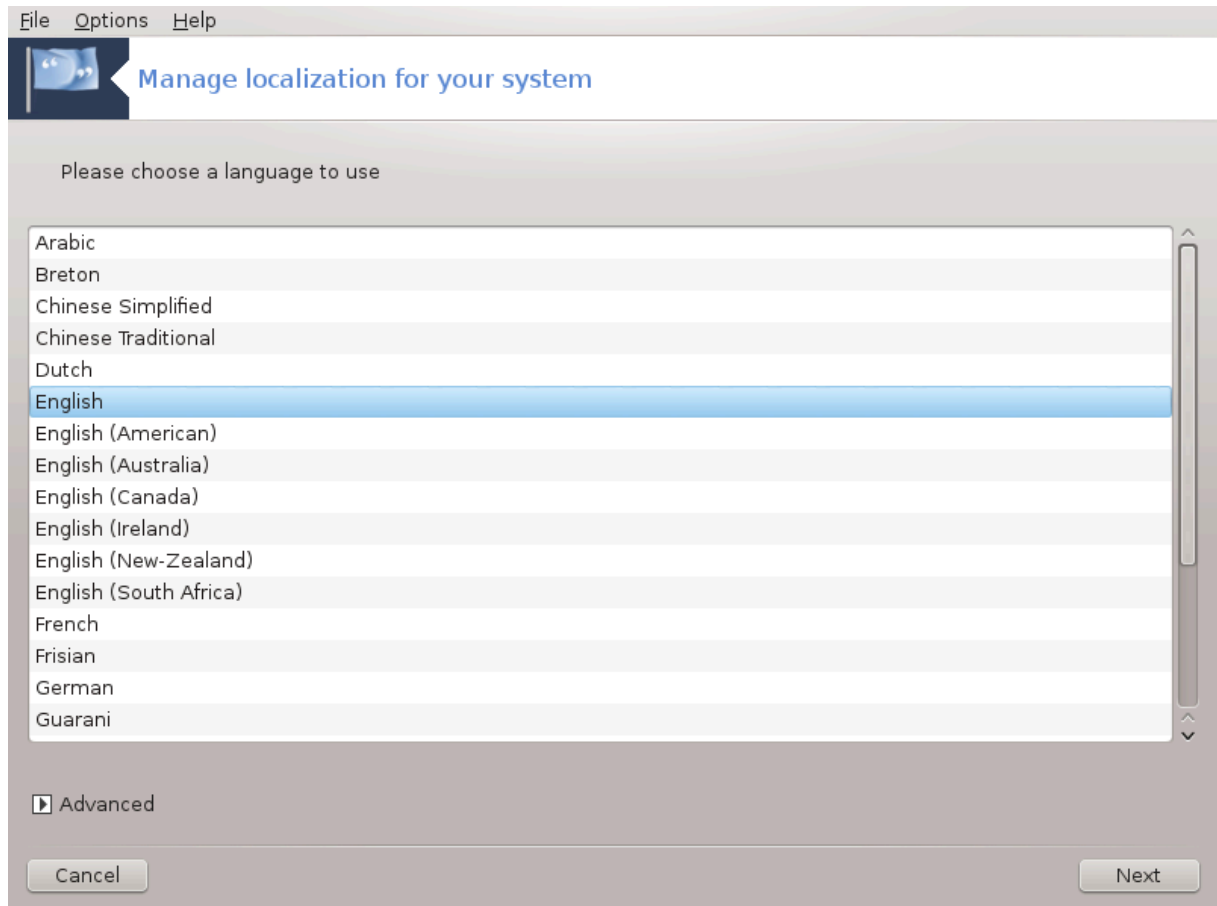 File Options Help
Manage localization for your system
Please choose a language to use
Arabic
Breton
Chinese Simplified
Chinese Traditional
Dutch
English
English (American)
English (Australia)
English (Canada)
English (Ireland)
English (New-Zealand)
English (South Africa)
French
Frisian
German
Guarani
Advanced
Cancel Next